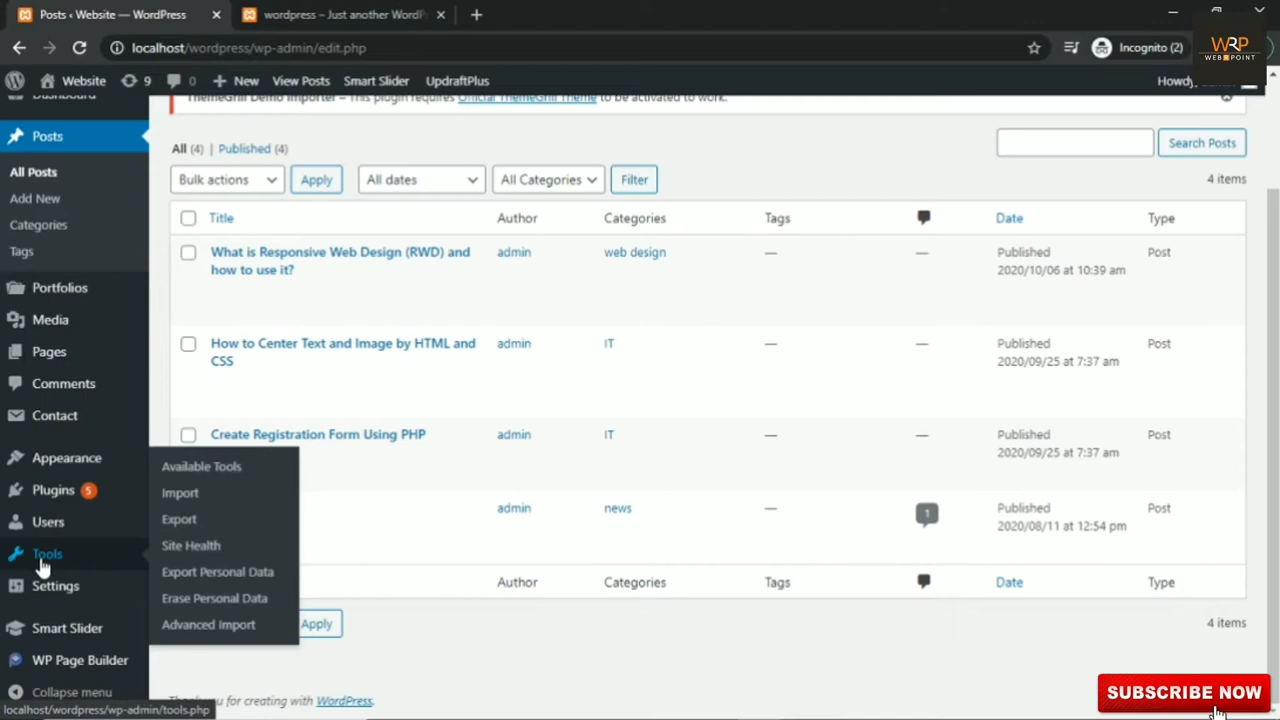 Posts ‹ Website — WordPress
wordpress – Just another WordP
localhost/wordpress/wp-admin/edit.php
Incognito (2)
WRP
WEB POINT
Website
9
0
New
View Posts
Smart Slider
UpdraftPlus
Howdy,
Dashboard
ThemeGrill Demo Importer — This plugin requires Official ThemeGrill Theme to be activated to work.
Posts
All Posts
Add New
Categories
Tags
Portfolios
Media
Pages
Comments
Contact
Appearance
Plugins 5
Users
Tools
Settings
Smart Slider
WP Page Builder
Collapse menu
Available Tools
Import
Export
Site Health
Export Personal Data
Erase Personal Data
Advanced Import
All (4) | Published (4)
Search Posts
Bulk actions
Apply
All dates
All Categories
Filter
4 items
Title
Author
Categories
Tags
Date
Type
What is Responsive Web Design (RWD) and
how to use it?
admin
web design
—
—
Published
2020/10/06 at 10:39 am
Post
How to Center Text and Image by HTML and
CSS
admin
IT
—
—
Published
2020/09/25 at 7:37 am
Post
Create Registration Form Using PHP
admin
IT
—
—
Published
2020/09/25 at 7:37 am
Post
admin
news
—
1
Published
2020/08/11 at 12:54 pm
Post
Author
Categories
Tags
Date
Type
Apply
4 items
Thank you for creating with WordPress.
localhost/wordpress/wp-admin/tools.php
SUBSCRIBE NOW